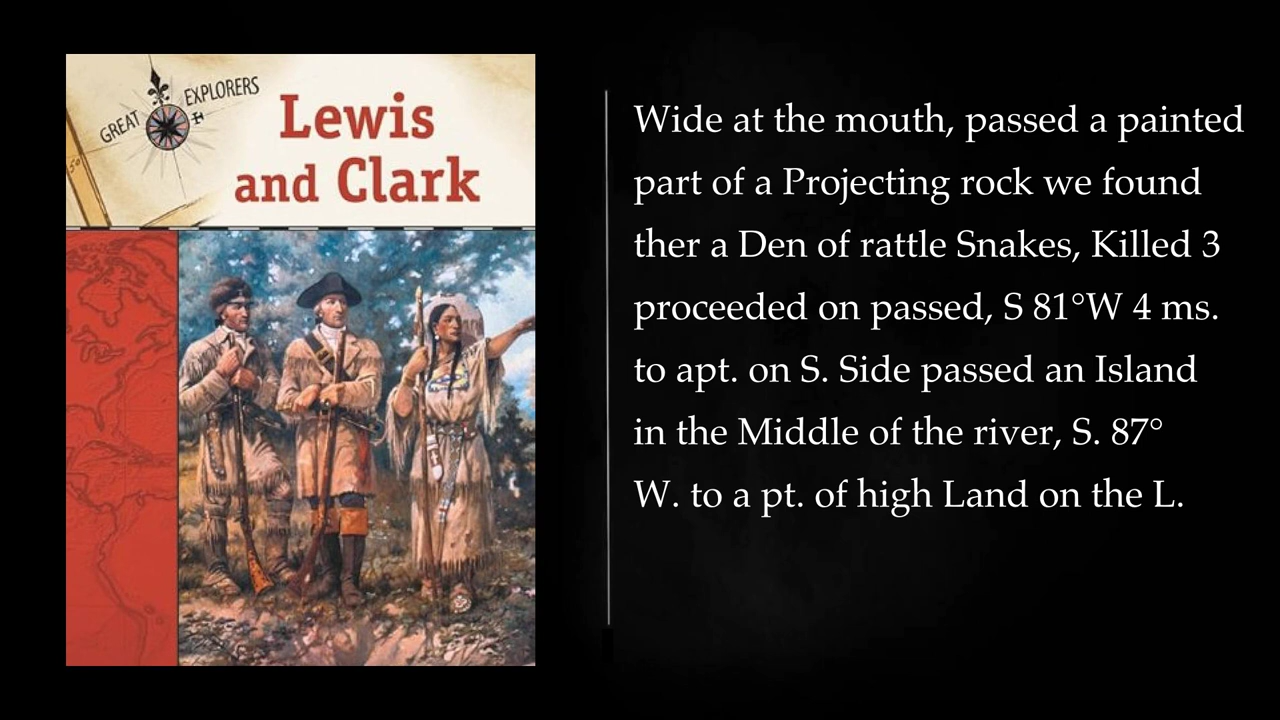 GREAT EXPLORERS
Lewis
and Clark
50
Wide at the mouth, passed a painted
part of a Projecting rock we found
ther a Den of rattle Snakes, Killed 3
proceeded on passed, S 81°W 4 ms.
to apt. on S. Side passed an Island
in the Middle of the river, S. 87°
W. to a pt. of high Land on the L.